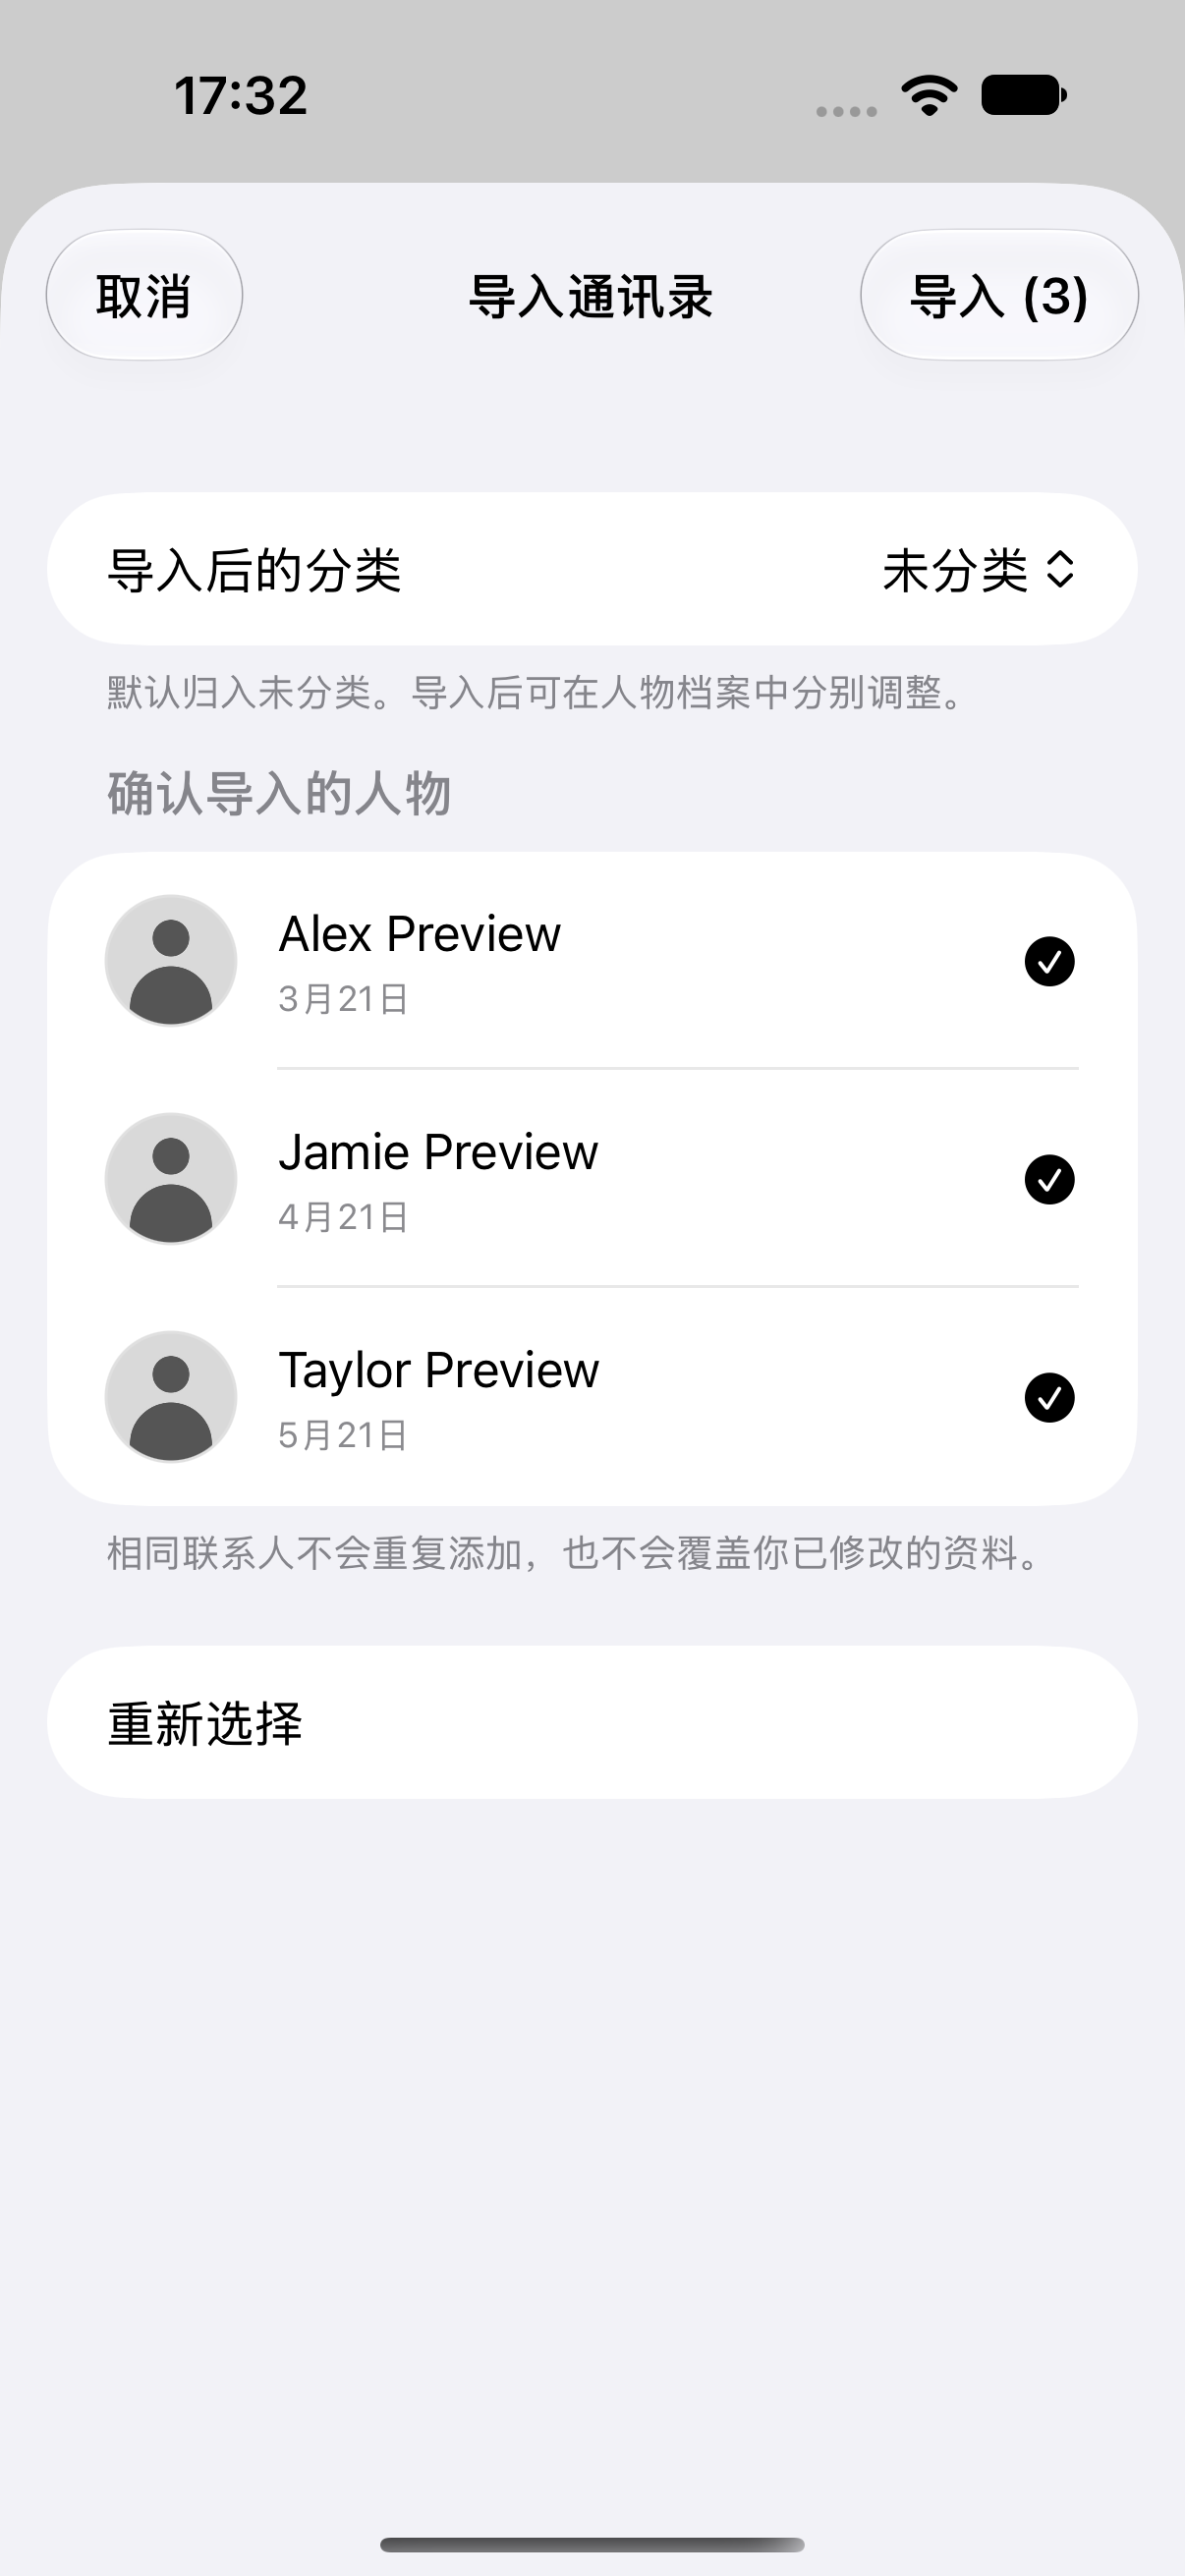 17:32
取消
导入通讯录
导入 (3)
导入后的分类
未分类
默认归入未分类。导入后可在人物档案中分别调整。
确认导入的人物
Alex Preview
3月21日
Jamie Preview
4月21日
Taylor Preview
5月21日
相同联系人不会重复添加，也不会覆盖你已修改的资料。
重新选择